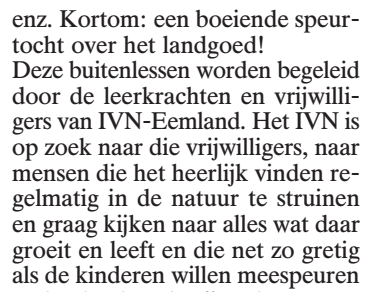 enz. Kortom: een boeiende speur-
tocht over het landgoed!
Deze buitenlessen worden begeleid
door de leerkrachten en vrijwilli-
gers van IVN-Eemland. Het IVN is
op zoek naar die vrijwilligers, naar
mensen die het heerlijk vinden re-
gelmatig in de natuur te struinen
en graag kijken naar alles wat daar
groeit en leeft en die net zo gretig
als de kinderen willen meespeuren